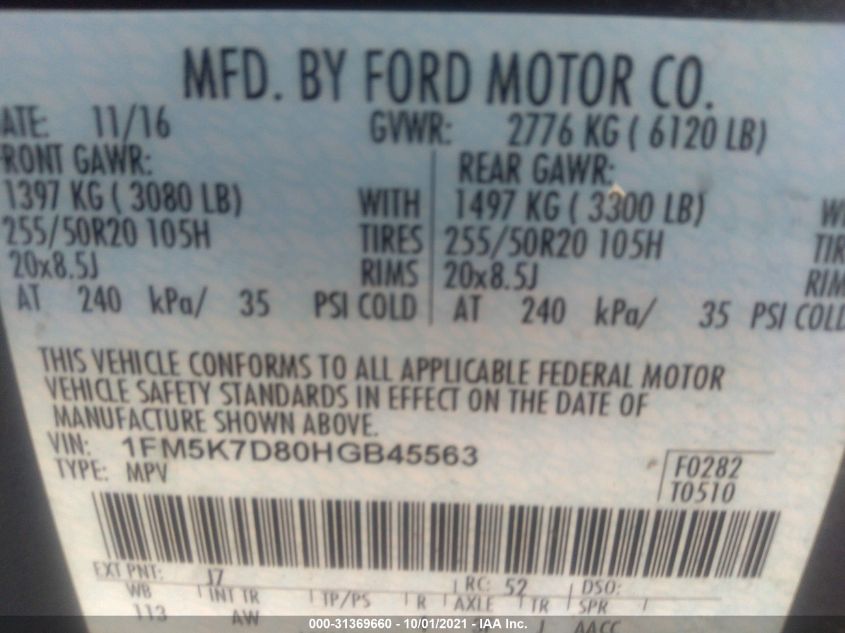 MFD. BY FORD MOTOR CO.
ATE: 11/16 GVWR: 2776 KG ( 6120 LB)
RONT GAWR: REAR GAWR:
1397 KG ( 3080 LB) WITH 1497 KG ( 3300 LB) WI
255/50R20 105H TIRES 255/50R20 105H TIR
20x8.5J RIMS 20x8.5J RIM
AT 240 kPa/ 35 PSI COLD AT 240 kPa/ 35 PSI COLD
THIS VEHICLE CONFORMS TO ALL APPLICABLE FEDERAL MOTOR
VEHICLE SAFETY STANDARDS IN EFFECT ON THE DATE OF
MANUFACTURE SHOWN ABOVE.
VIN: 1FM5K7D80HGB45563
TYPE: MPV
F0282
T0510
EXT PNT: J7 RC: 52 DSO:
WB INT TR TP/PS R AXLE TR SPR
113 AW
000-31369660 - 10/01/2021 - IAA Inc.